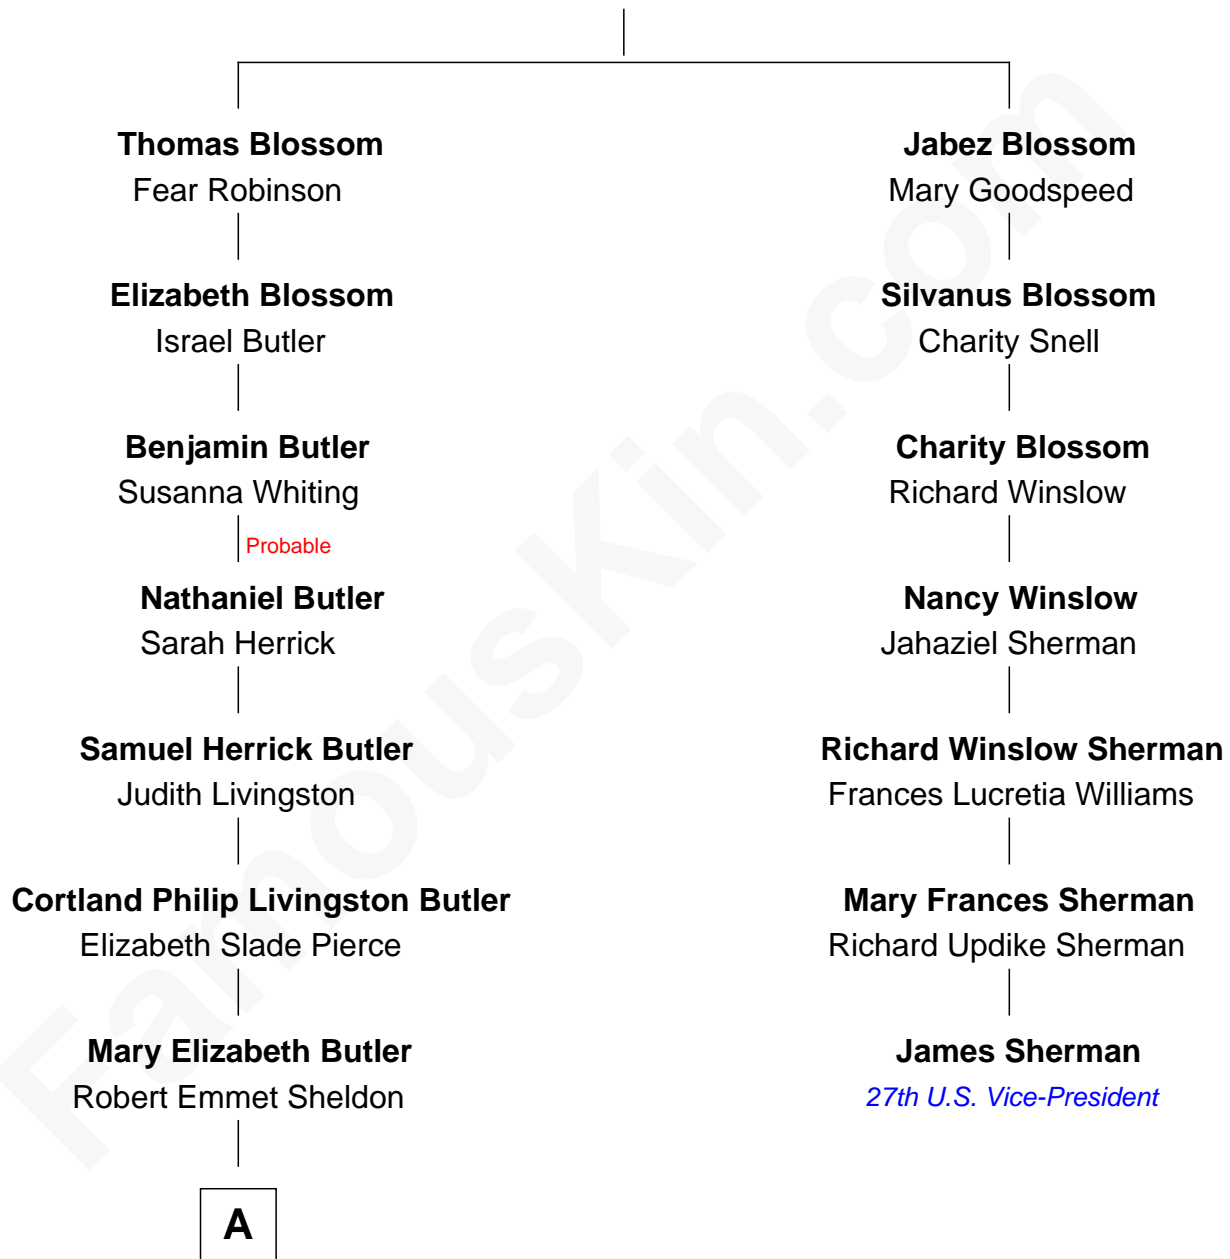 Thomas Blossom
Fear Robinson
Elizabeth Blossom
Israel Butler
Benjamin Butler
Susanna Whiting
Probable
Nathaniel Butler
Sarah Herrick
Samuel Herrick Butler
Judith Livingston
Cortland Philip Livingston Butler
Elizabeth Slade Pierce
Mary Elizabeth Butler
Robert Emmet Sheldon
A
Jabez Blossom
Mary Goodspeed
Silvanus Blossom
Charity Snell
Charity Blossom
Richard Winslow
Nancy Winslow
Jahaziel Sherman
Richard Winslow Sherman
Frances Lucretia Williams
Mary Frances Sherman
Richard Updike Sherman
James Sherman
27th U.S. Vice-President
FamousKin.com